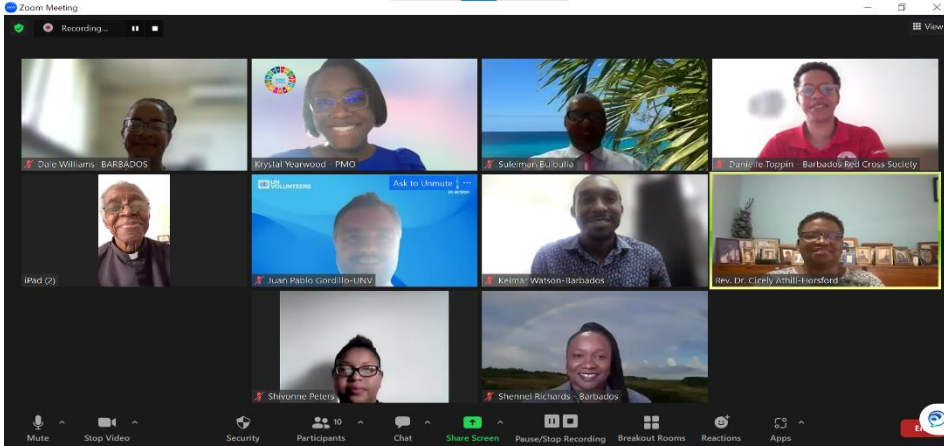 Zoom Meeting
Recording...
View
Dale Williams- BARBADOS
Krystal Yearwood - PMO
Suleiman Bulbulia
Danielle Toppin - Barbados Red Cross Society
iPad (2)
UN VOLUNTEERS
Ask to Unmute
in action
Juan Pablo Gordillo-UNV
Keimar Watson-Barbados
Rev. Dr. Cicely Athill-Horsford
Shivonne Peters
Shennel Richards - Barbados
Mute
Stop Video
Security
Participants
10
Chat
Share Screen
Pause/Stop Recording
Breakout Rooms
Reactions
Apps